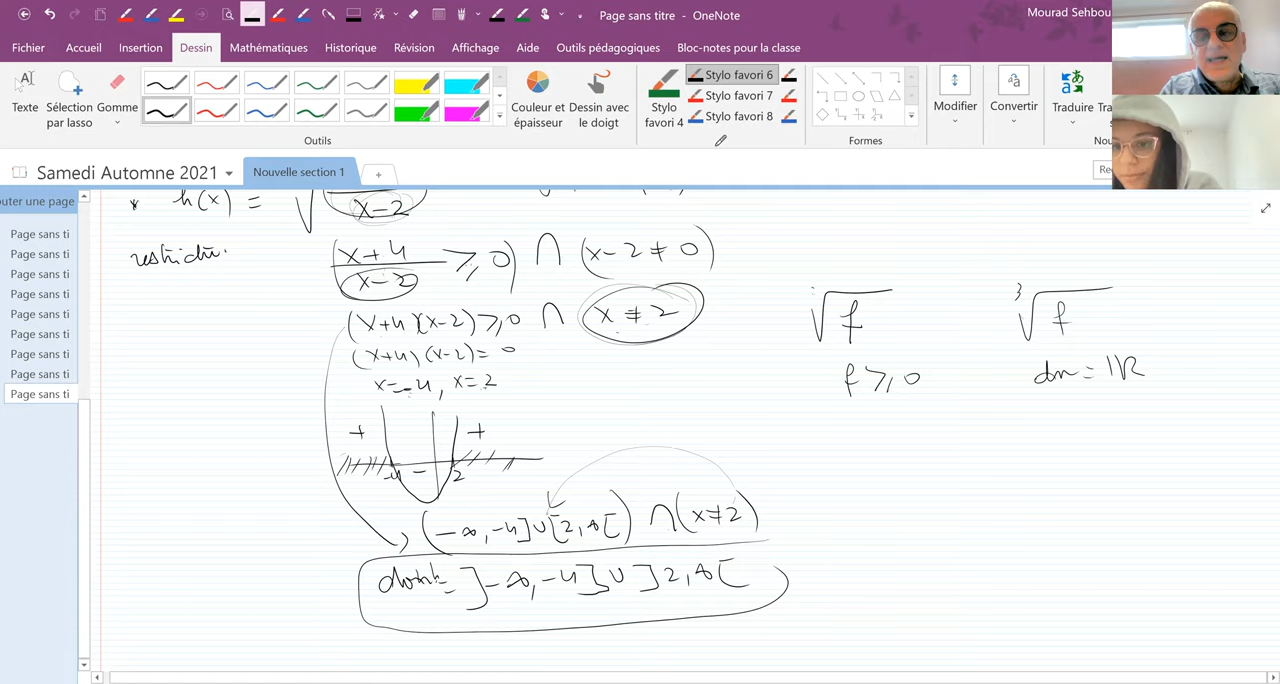 Page sans titre - OneNote
Mourad Sehbou
Fichier Accueil Insertion Dessin Mathématiques Historique Révision Affichage Aide Outils pédagogiques Bloc-notes pour la classe
Texte
Sélection par lasso
Gomme
Couleur et épaisseur
Dessin avec le doigt
Stylo favori 4
Stylo favori 6
Stylo favori 7
Stylo favori 8
Modifier
Convertir
Traduire
Outils
Formes
Samedi Automne 2021
Nouvelle section 1
outer une page
Page sans ti
Page sans ti
Page sans ti
Page sans ti
Page sans ti
Page sans ti
Page sans ti
Page sans ti
Page sans ti
* h(x) = √ x-2
x+4 / x-2 ≥ 0) ∩ (x-2 ≠ 0)
(x+4)(x-2) ≥ 0 ∩ x ≠ 2
(x+4)(x-2) = 0
x = -4, x = 2
+ +
-4 - 2
(-∞, -4] ∪ [2, ∞[) ∩ (x ≠ 2)
]-∞, -4] ∪ ]2, ∞[
√f
f ≥ 0
3√f
= ℝ